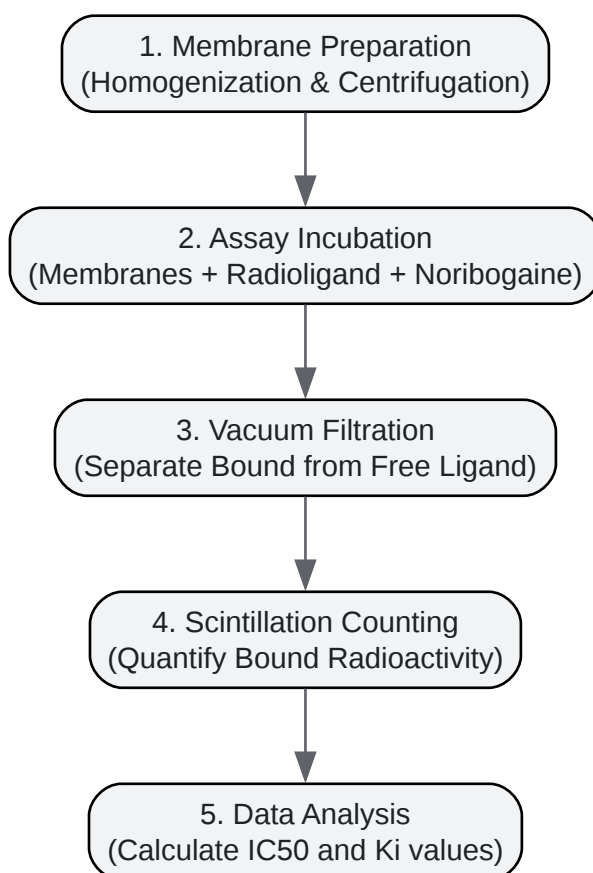 1. Membrane Preparation
(Homogenization & Centrifugation)
2. Assay Incubation
(Membranes + Radioligand + Noribogaine)
3. Vacuum Filtration
(Separate Bound from Free Ligand)
4. Scintillation Counting
(Quantify Bound Radioactivity)
5. Data Analysis
(Calculate IC50 and Ki values)